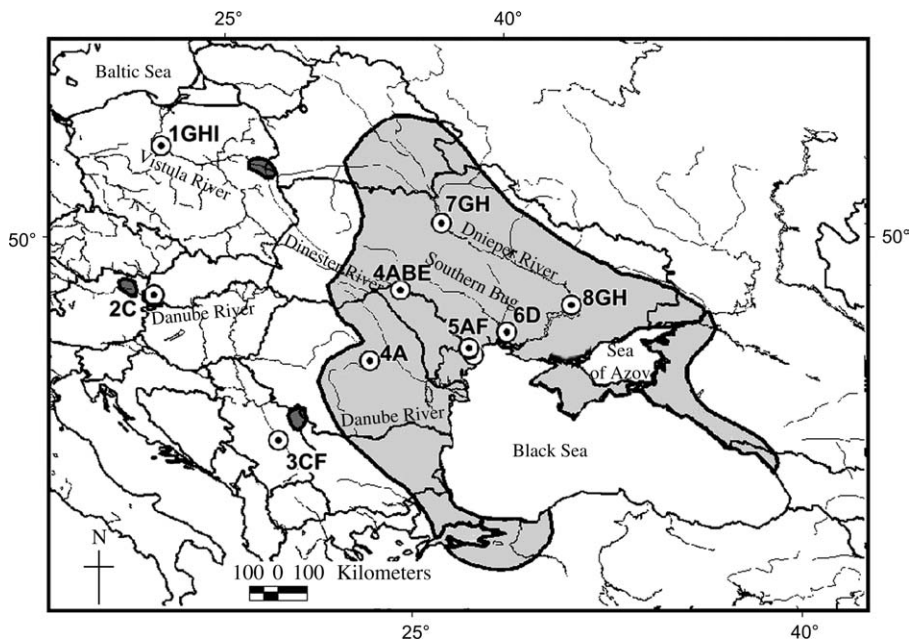 25°
40°
Baltic Sea
1GHI
Vistula River
7GH
50°
50°
Dnieper River
Dinester River
4ABE
Southern Bug
8GH
2C
Danube River
6D
5AF
4A
Sea
of Azov
Danube River
Black Sea
3CF
N
100 0 100 Kilometers
25°
40°